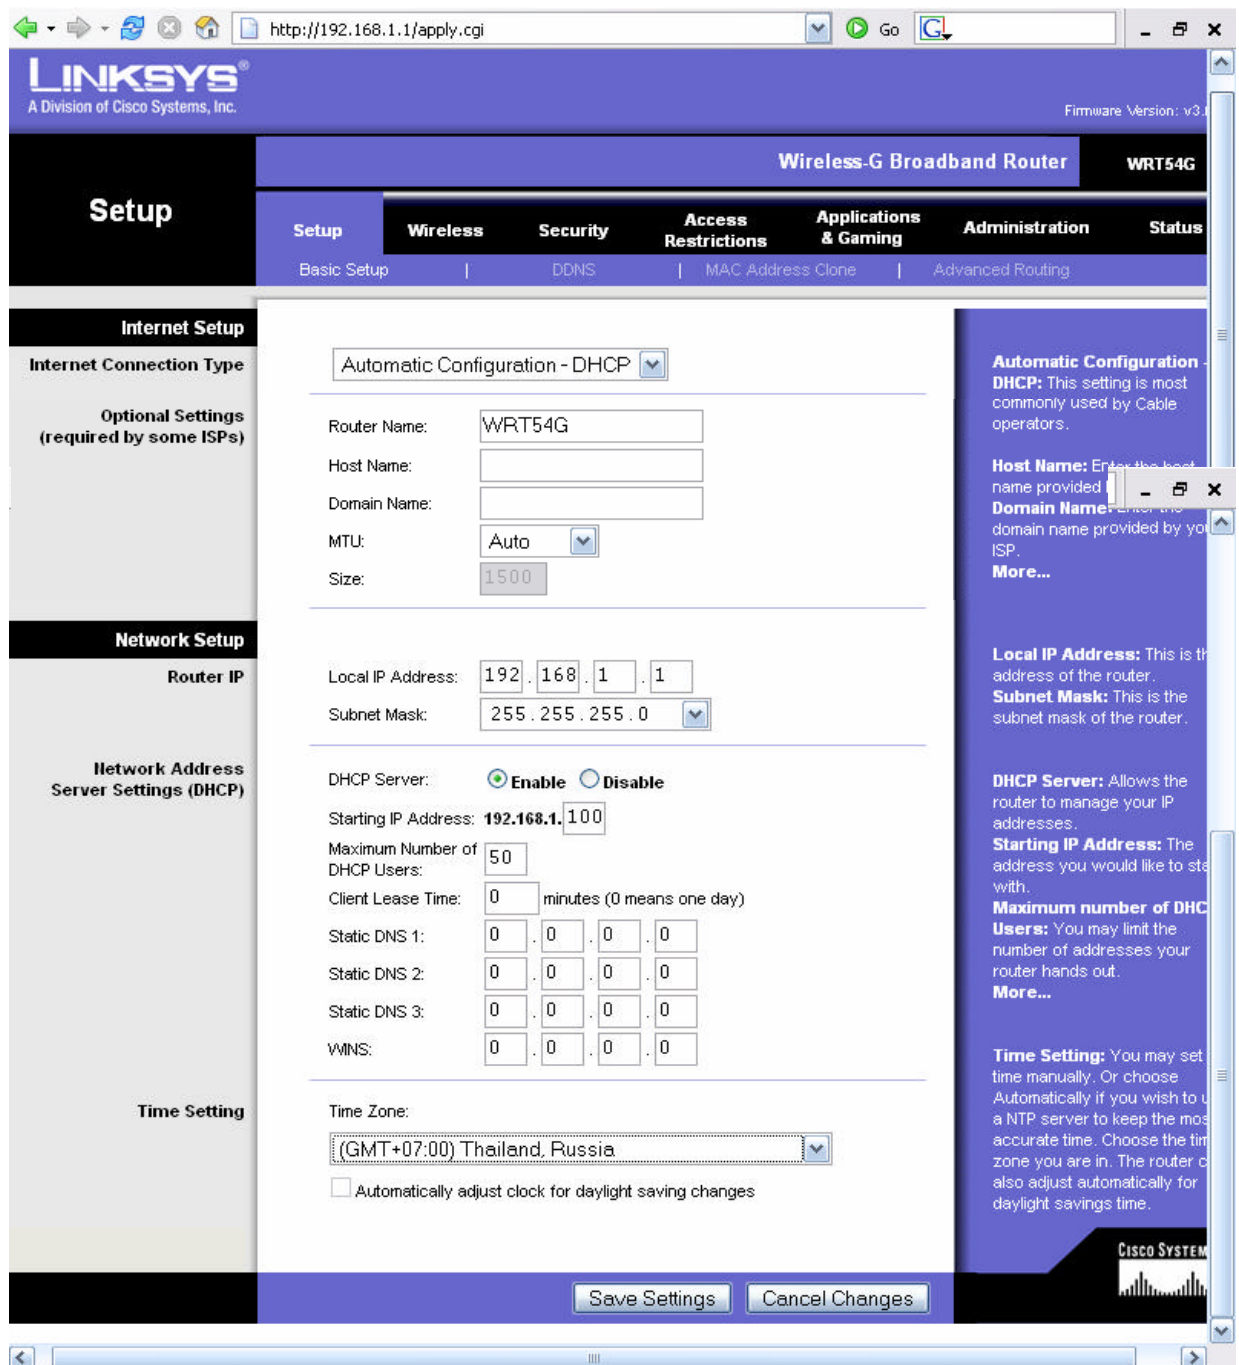 http://192.168.1.1/apply.cgi
Go
LINKSYS®
A Division of Cisco Systems, Inc.
Firmware Version: v3.
Wireless-G Broadband Router
WRT54G
Setup
Setup
Wireless
Security
Access Restrictions
Applications & Gaming
Administration
Status
Basic Setup | DDNS | MAC Address Clone | Advanced Routing
Internet Setup
Internet Connection Type
Automatic Configuration - DHCP
Optional Settings
(required by some ISPs)
Router Name: WRT54G
Host Name:
Domain Name:
MTU: Auto
Size: 1500
Automatic Configuration -
DHCP: This setting is most
commonly used by Cable
operators.
Host Name: Enter the host
name provided
Domain Name: Enter the
domain name provided by you
ISP.
More...
Network Setup
Router IP
Local IP Address: 192 . 168 . 1 . 1
Subnet Mask: 255.255.255.0
Local IP Address: This is th
address of the router.
Subnet Mask: This is the
subnet mask of the router.
Network Address
Server Settings (DHCP)
DHCP Server: Enable Disable
Starting IP Address: 192.168.1. 100
Maximum Number of
DHCP Users: 50
Client Lease Time: 0 minutes (0 means one day)
Static DNS 1: 0 . 0 . 0 . 0
Static DNS 2: 0 . 0 . 0 . 0
Static DNS 3: 0 . 0 . 0 . 0
WINS: 0 . 0 . 0 . 0
DHCP Server: Allows the
router to manage your IP
addresses.
Starting IP Address: The
address you would like to sta
with.
Maximum number of DHC
Users: You may limit the
number of addresses your
router hands out.
More...
Time Setting
Time Zone:
(GMT+07:00) Thailand, Russia
Automatically adjust clock for daylight saving changes
Time Setting: You may set
time manually. Or choose
Automatically if you wish to u
a NTP server to keep the mos
accurate time. Choose the tim
zone you are in. The router c
also adjust automatically for
daylight savings time.
CISCO SYSTEM
Save Settings
Cancel Changes